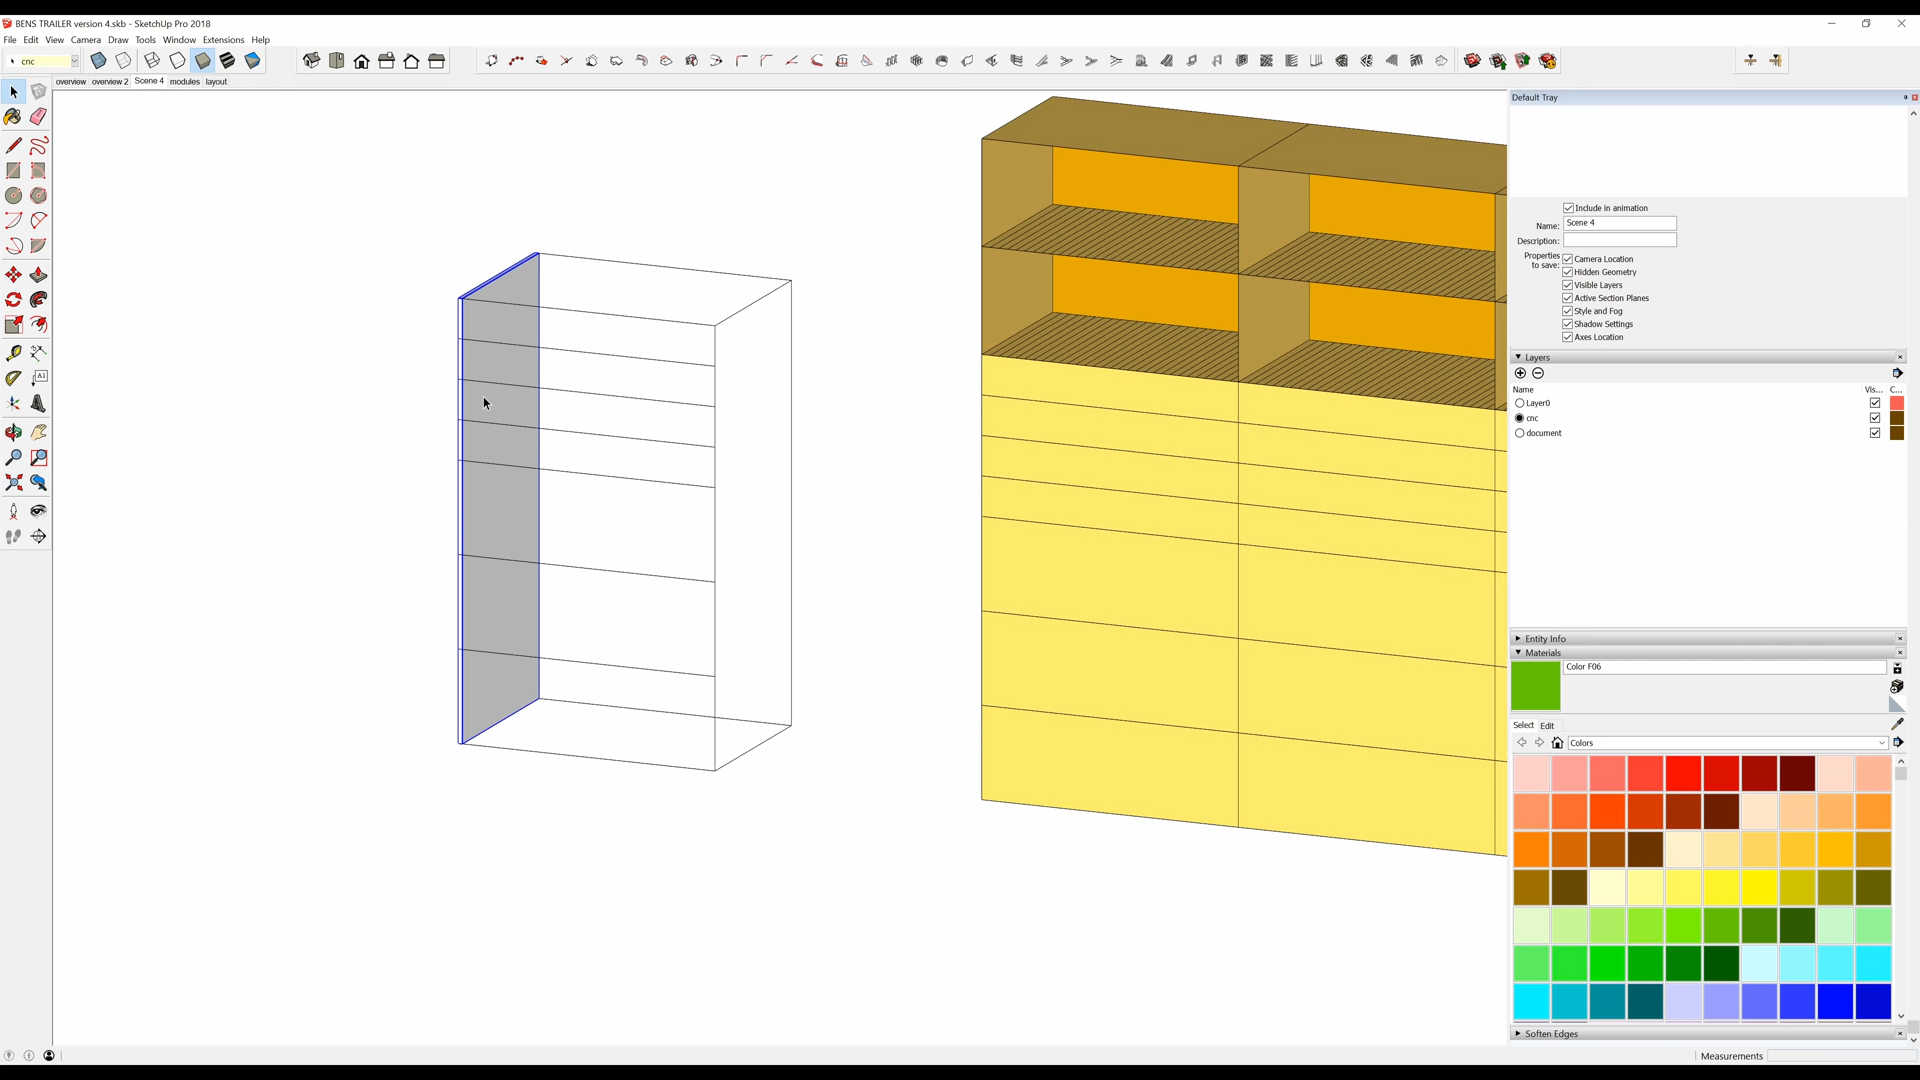 BENS TRAILER version 4.skb - SketchUp Pro 2018
File Edit View Camera Draw Tools Window Extensions Help
cnc
overview overview 2 Scene 4 modules layout
Default Tray
Include in animation
Name: Scene 4
Description:
Properties to save:
Camera Location
Hidden Geometry
Visible Layers
Active Section Planes
Style and Fog
Shadow Settings
Axes Location
Layers
Name Vis... C...
Layer0
cnc
document
Entity Info
Materials
Color F06
Select Edit
Colors
Soften Edges
Measurements
A1